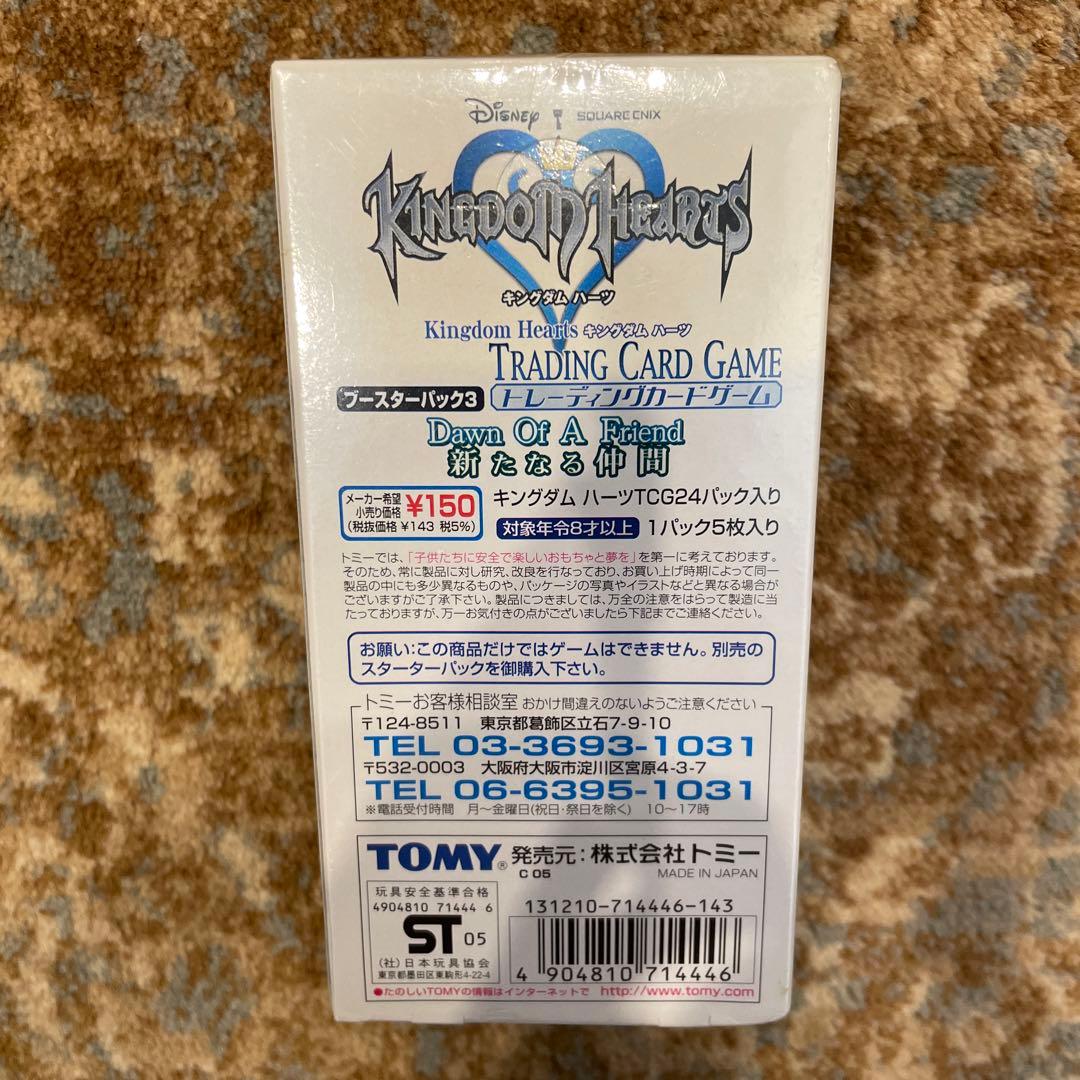 Disney SQUARE ENIX
KINGDOM HEARTS
キングダム ハーツ
Kingdom Hearts キングダム ハーツ
TRADING CARD GAME
ブースターパック3 トレーディングカードゲーム
Dawn Of A Friend
新たなる仲間
メーカー希望
小売り価格 ¥150
(税抜価格 ¥143 税5%)
キングダム ハーツTCG24パック入り
対象年令8才以上 1パック5枚入り
トミーでは、「子供たちに安全で楽しいおもちゃと夢を」を第一に考えております。
そのため、常に製品に対し研究、改良を行なっており、お買い上げ時期によって同一
製品の中にも多少異なるものや、パッケージの写真やイラストなどと異なる場合が
ございますがご了承下さい。製品につきましては、万全の注意をはらって製造に当
たっておりますが、万一お気付きの点がございましたら下記までご連絡ください。
お願い:この商品だけではゲームはできません。別売の
スターターパックを御購入下さい。
トミーお客様相談室 おかけ間違えのないようご注意ください
〒124-8511 東京都葛飾区立石7-9-10
TEL 03-3693-1031
〒532-0003 大阪府大阪市淀川区宮原4-3-7
TEL 06-6395-1031
※電話受付時間 月〜金曜日(祝日・祭日を除く) 10〜17時
TOMY® 発売元:株式会社トミー
C 05 MADE IN JAPAN
玩具安全基準合格
4904810 71444 6
ST 05
(社)日本玩具協会
東京都墨田区東駒形4-22-4
131210-714446-143
4 904810 714446
●たのしいTOMYの情報はインターネットで http://www.tomy.com